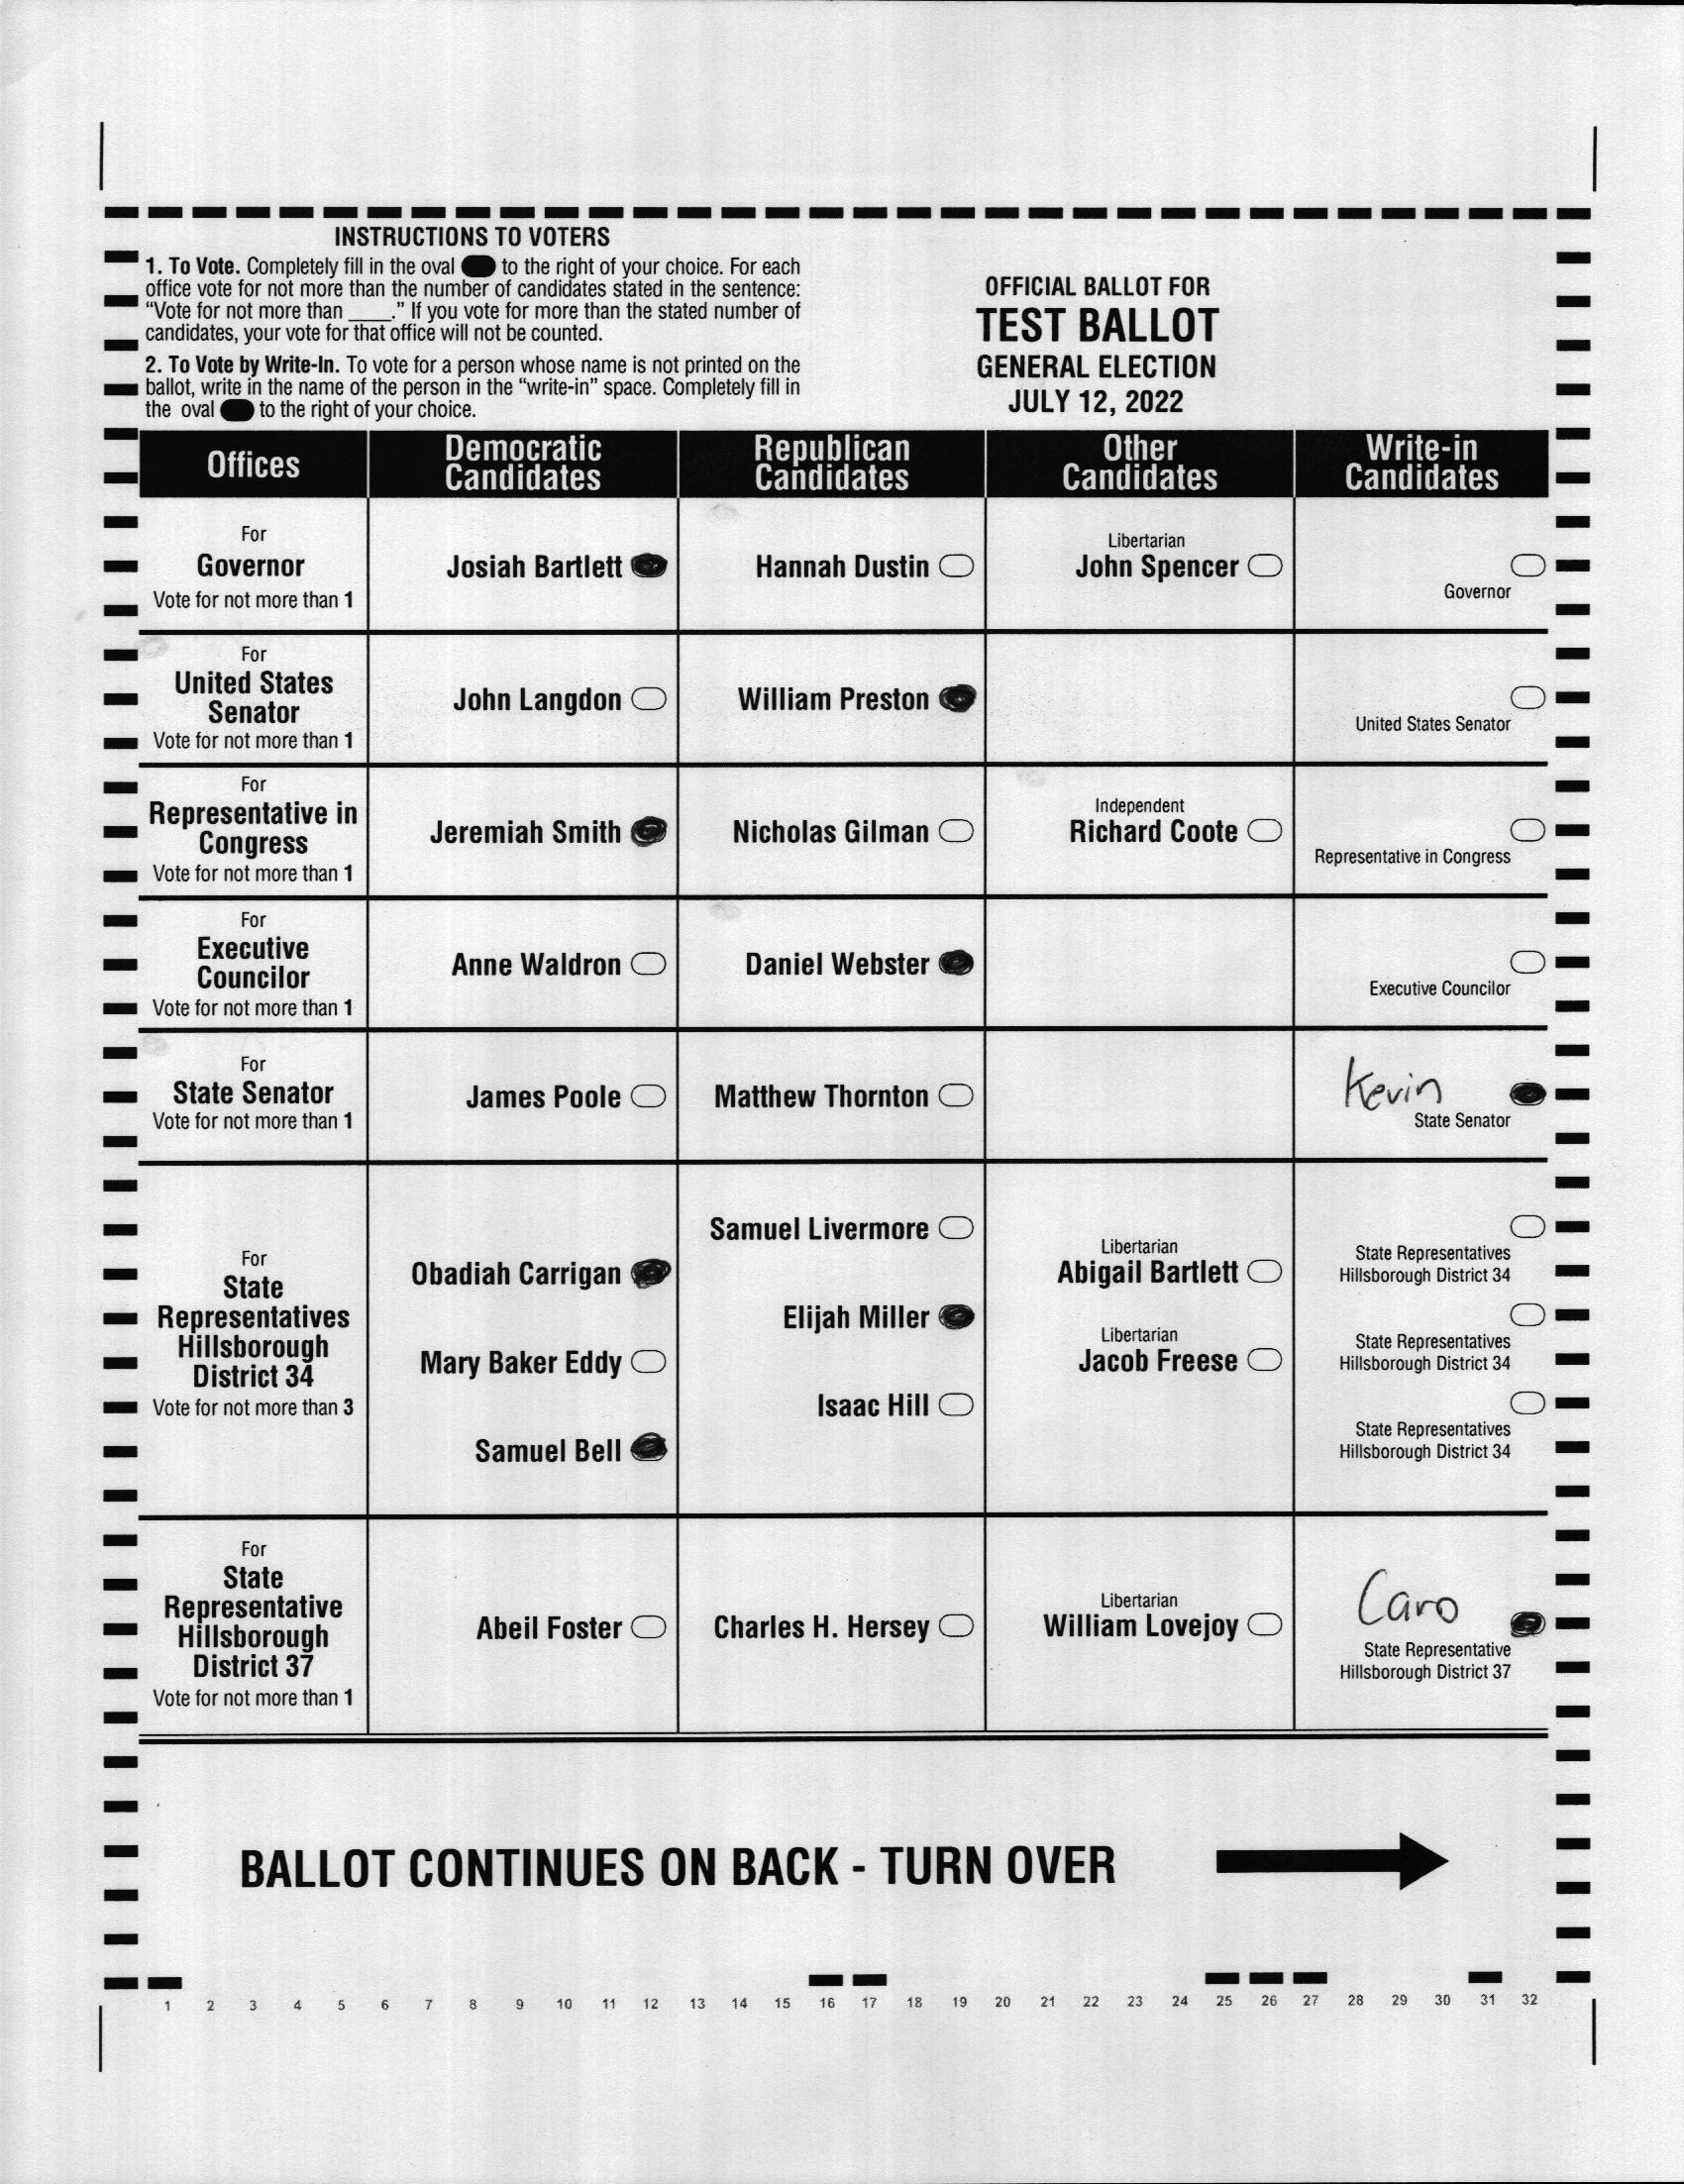 INSTRUCTIONS TO VOTERS
1. To Vote. Completely fill in the oval to the right of your choice. For each
office vote for not more than the number of candidates stated in the sentence:
“Vote for not more than ____.” If you vote for more than the stated number of
candidates, your vote for that office will not be counted.
2. To Vote by Write-In. To vote for a person whose name is not printed on the
ballot, write in the name of the person in the “write-in” space. Completely fill in
the oval to the right of your choice.
OFFICIAL BALLOT FOR
TEST BALLOT
GENERAL ELECTION
JULY 12, 2022
Offices
Democratic
Candidates
Republican
Candidates
Other
Candidates
Write-in
Candidates
For
Governor
Vote for not more than 1
Josiah Bartlett
Hannah Dustin
Libertarian
John Spencer
Governor
For
United States
Senator
Vote for not more than 1
John Langdon
William Preston
United States Senator
For
Representative in
Congress
Vote for not more than 1
Jeremiah Smith
Nicholas Gilman
Independent
Richard Coote
Representative in Congress
For
Executive
Councilor
Vote for not more than 1
Anne Waldron
Daniel Webster
Executive Councilor
For
State Senator
Vote for not more than 1
James Poole
Matthew Thornton
Kevin
State Senator
For
State
Representatives
Hillsborough
District 34
Vote for not more than 3
Obadiah Carrigan
Mary Baker Eddy
Samuel Bell
Samuel Livermore
Elijah Miller
Isaac Hill
Libertarian
Abigail Bartlett
Libertarian
Jacob Freese
State Representatives
Hillsborough District 34
State Representatives
Hillsborough District 34
State Representatives
Hillsborough District 34
For
State
Representative
Hillsborough
District 37
Vote for not more than 1
Abeil Foster
Charles H. Hersey
Libertarian
William Lovejoy
Caro
State Representative
Hillsborough District 37
BALLOT CONTINUES ON BACK - TURN OVER
1 2 3 4 5 6 7 8 9 10 11 12 13 14 15 16 17 18 19 20 21 22 23 24 25 26 27 28 29 30 31 32